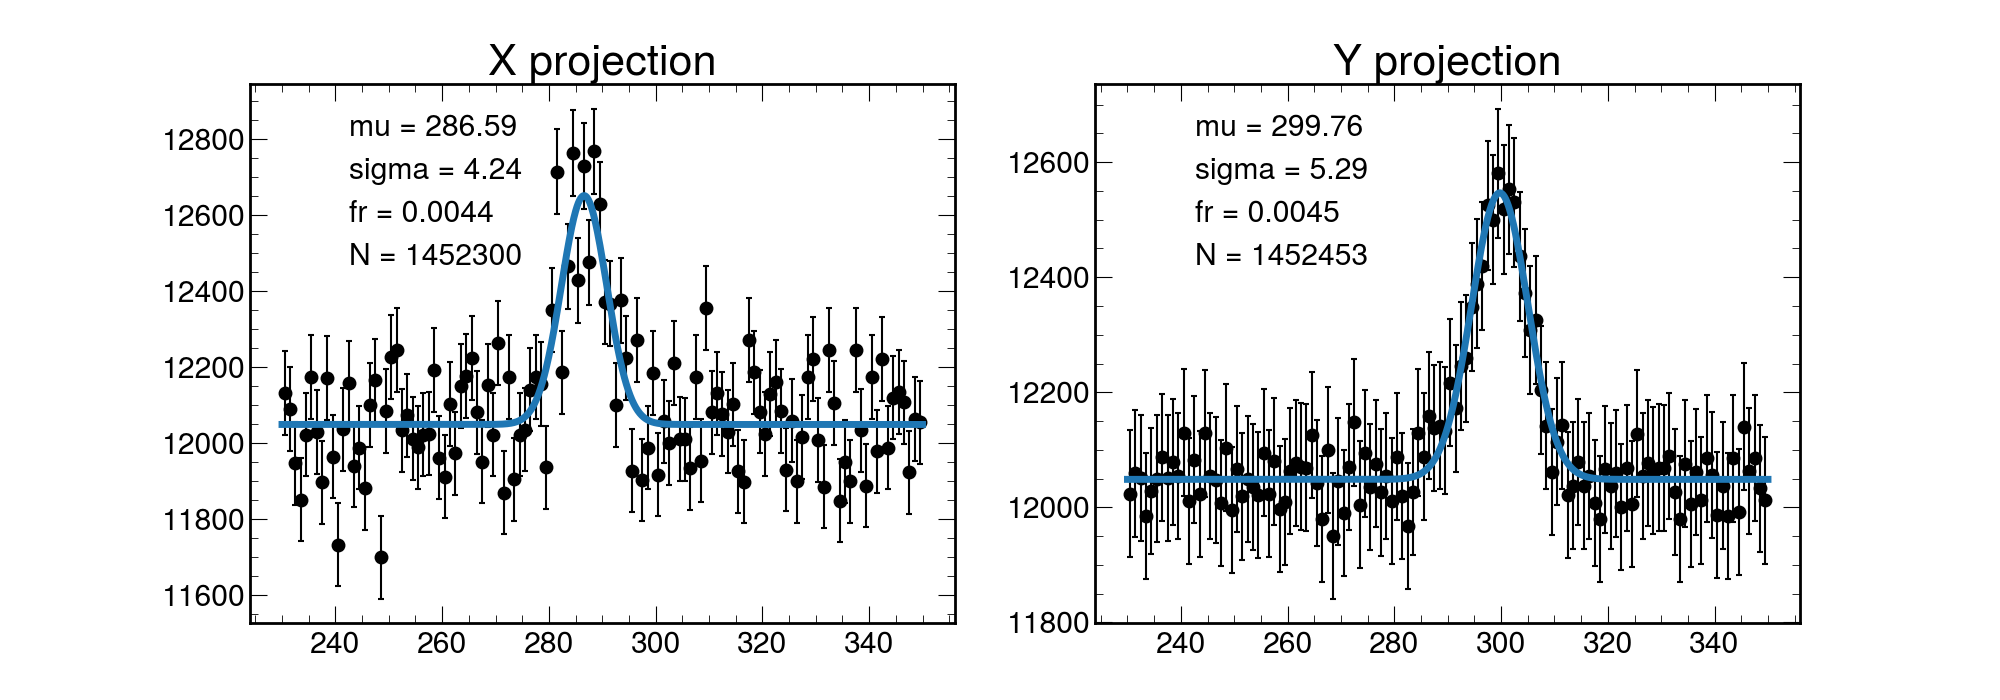 X projection
mu = 286.59
sigma = 4.24
fr = 0.0044
N = 1452300
12800
12600
12400
12200
12000
11800
11600
240 260 280 300 320 340
Y projection
mu = 299.76
sigma = 5.29
fr = 0.0045
N = 1452453
12600
12400
12200
12000
11800
240 260 280 300 320 340